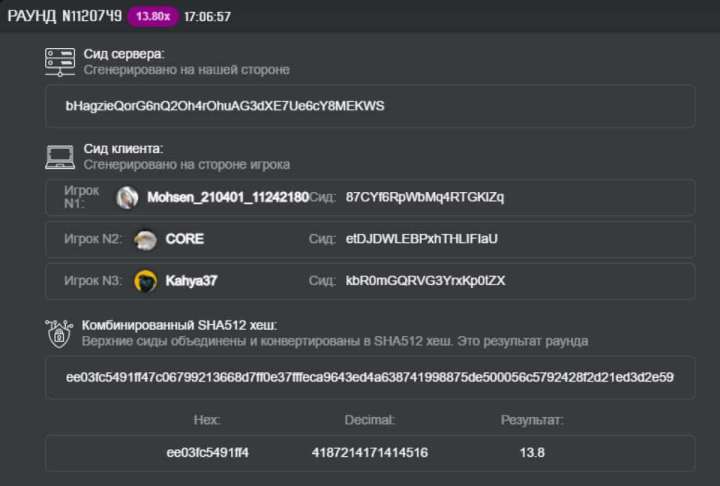 РАУНД N1120749 13.80x 17:06:57
Сид сервера:
Сгенерировано на нашей стороне
bHagzieQorG6nQ2Oh4rOhuAG3dXE7Ue6cY8MEKWS
Сид клиента:
Сгенерировано на стороне игрока
Игрок N1: Mohsen_210401_11242180 Сид: 87CYf6RpWbMq4RTGKlZq
Игрок N2: CORE Сид: etDJDWLEBPxhTHLIFIaU
Игрок N3: Kahya37 Сид: kbR0mGQRVG3YrxKp0fZX
Комбинированный SHA512 хеш:
Верхние сиды объединены и конвертированы в SHA512 хеш. Это результат раунда
ee03fc5491ff47c06799213668d7ff0e37fffeca9643ed4a638741998875de500056c5792428f2d21ed3d2e59
Hex: Decimal: Результат:
ee03fc5491ff4 4187214171414516 13.8